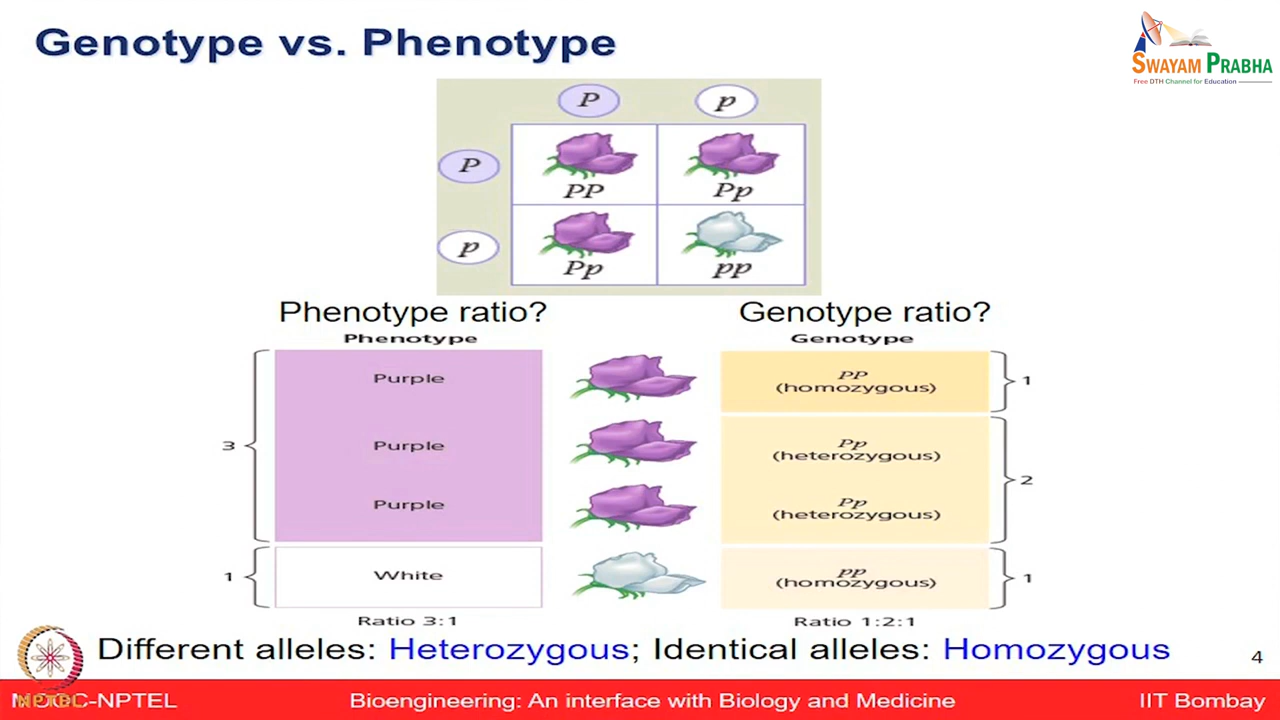 Genotype vs. Phenotype
SWAYAM PRABHA
Free DTH Channel for Education
P p
P
PP Pp
p
Pp pp
Phenotype ratio? Genotype ratio?
Phenotype Genotype
Purple PP
(homozygous) 1
3 Purple Pp
(heterozygous) 2
Purple Pp
(heterozygous)
1 White pp
(homozygous) 1
Ratio 3:1 Ratio 1:2:1
Different alleles: Heterozygous; Identical alleles: Homozygous
4
NPTEL
MOOC-NPTEL Bioengineering: An interface with Biology and Medicine IIT Bombay